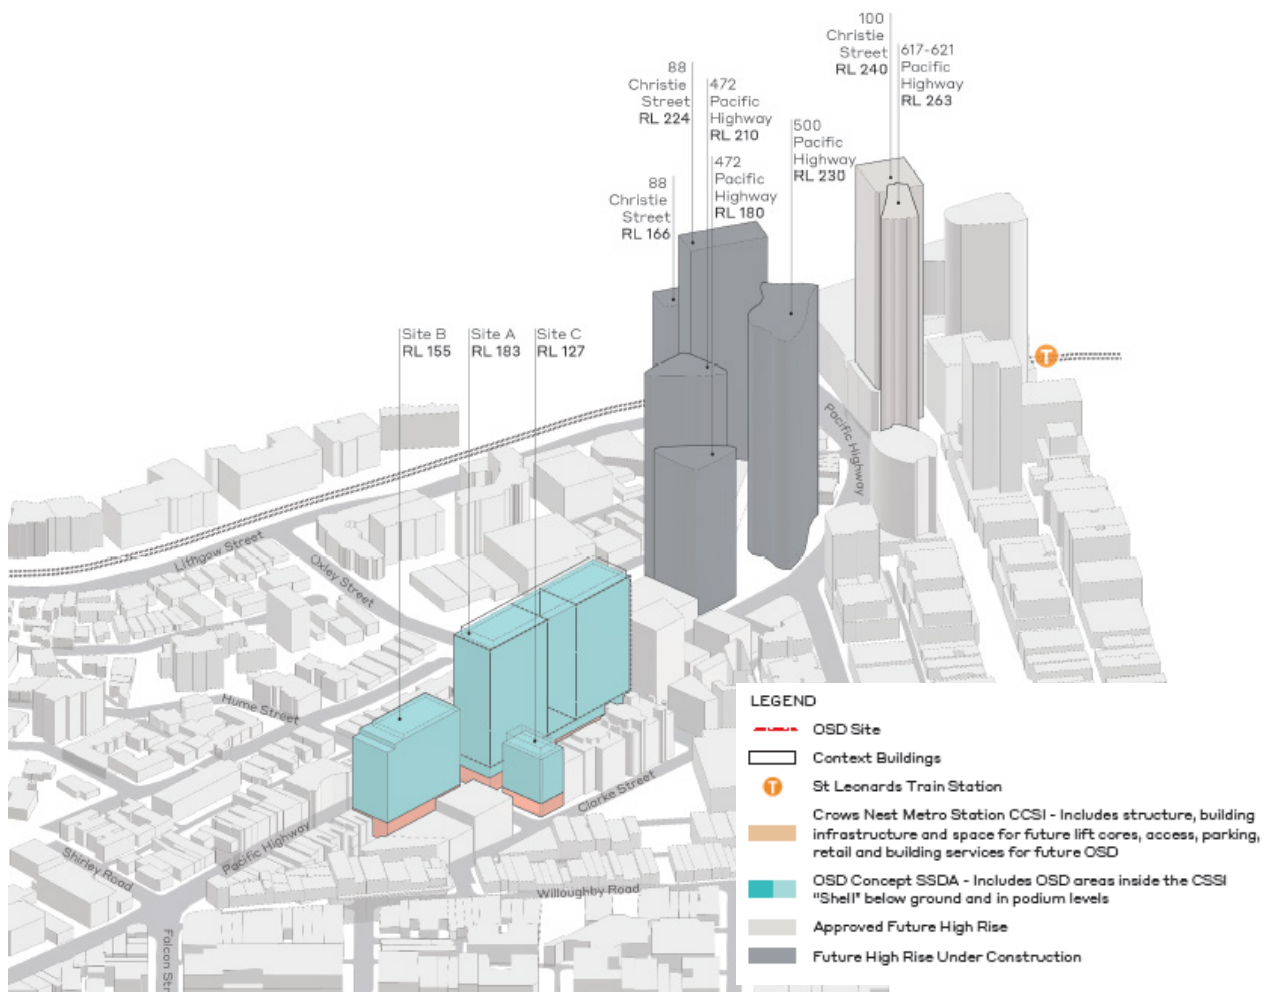 100
Christie
Street
RL 240
617-621
Pacific
Highway
RL 263
88
Christie
Street
RL 224
472
Pacific
Highway
RL 210
500
Pacific
Highway
RL 230
88
Christie
Street
RL 166
472
Pacific
Highway
RL 180
Site B
RL 155
Site A
RL 183
Site C
RL 127
T
Pacific Highway
Lithgow Street
Oxley Street
Hume Street
Clarke Street
Pacific Highway
Shirley Road
Willoughby Road
Falcon Str
LEGEND
OSD Site
Context Buildings
T
St Leonards Train Station
Crows Nest Metro Station CCSI - Includes structure, building
infrastructure and space for future lift cores, access, parking,
retail and building services for future OSD
OSD Concept SSDA - Includes OSD areas inside the CSSI
"Shell" below ground and in podium levels
Approved Future High Rise
Future High Rise Under Construction